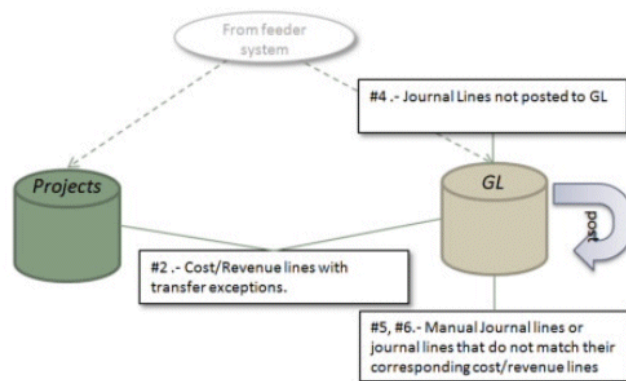 From feeder
system
#4 .- Journal Lines not posted to GL
Projects
GL
post
#2 .- Cost/Revenue lines with
transfer exceptions.
#5, #6.- Manual Journal lines or
journal lines that do not match their
corresponding cost/revenue lines